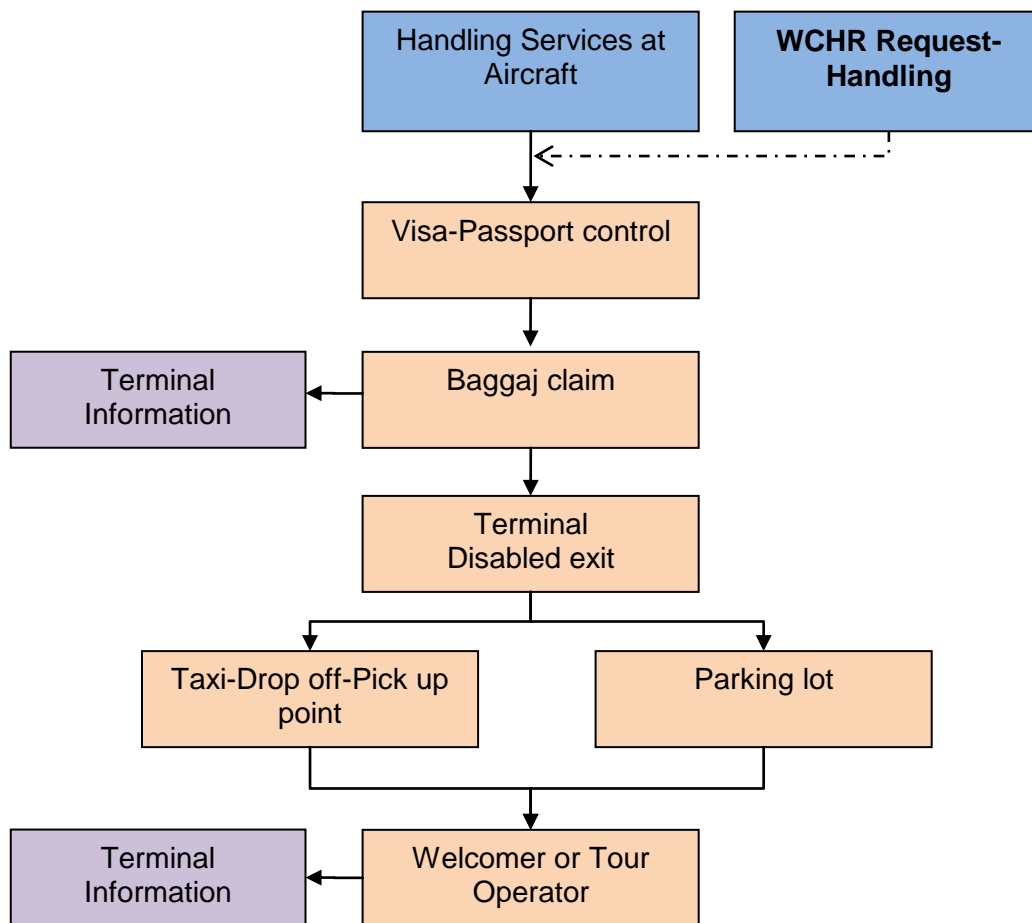 Handling Services at
Aircraft
WCHR Request-
Handling
Visa-Passport control
Terminal
Information
Baggaj claim
Terminal
Disabled exit
Taxi-Drop off-Pick up
point
Parking lot
Terminal
Information
Welcomer or Tour
Operator